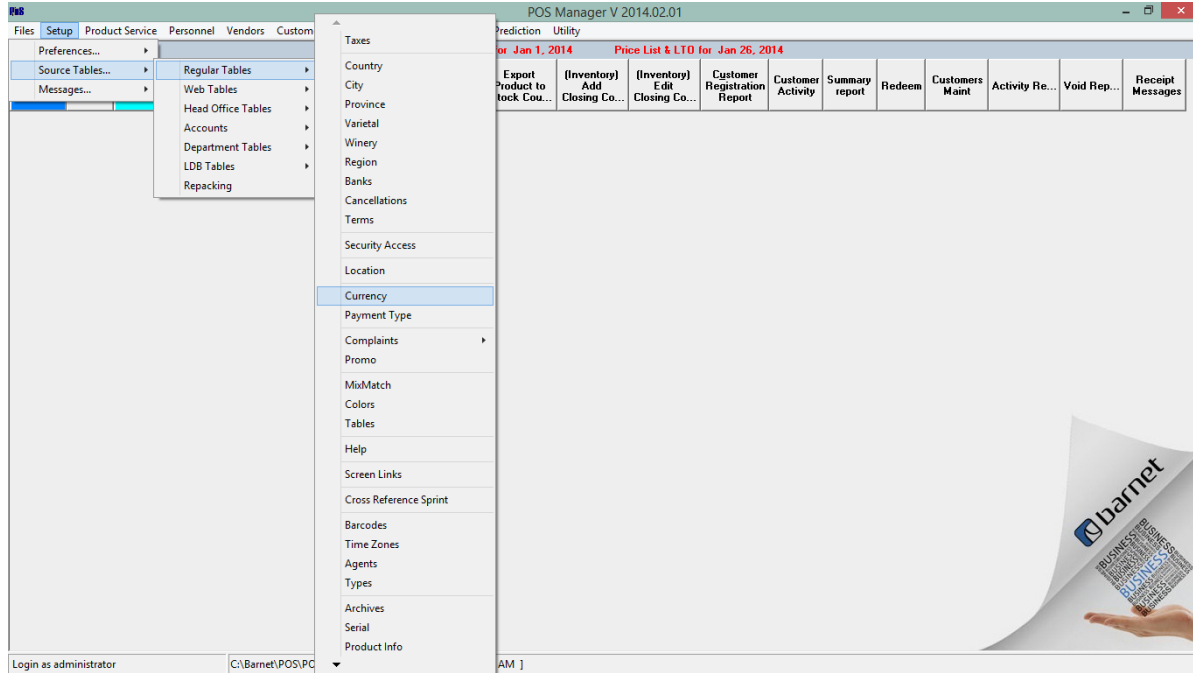 PoS
POS Manager V 2014.02.01
Files Setup Product Service Personnel Vendors Custom
Prediction Utility
or Jan 1, 2014 Price List & LTO for Jan 26, 2014
Preferences...
Source Tables...
Messages...
Regular Tables
Web Tables
Head Office Tables
Accounts
Department Tables
LDB Tables
Repacking
Taxes
Country
City
Province
Varietal
Winery
Region
Banks
Cancellations
Terms
Security Access
Location
Currency
Payment Type
Complaints
Promo
MixMatch
Colors
Tables
Help
Screen Links
Cross Reference Sprint
Barcodes
Time Zones
Agents
Types
Archives
Serial
Product Info
Export
Product to
tock Cou...
(Inventory)
Add
Closing Co...
(Inventory)
Edit
Closing Co...
Customer
Registration
Report
Customer
Activity
Summary
report
Redeem
Customers
Maint
Activity Re...
Void Rep...
Receipt
Messages
barnet
BUSINESS
Login as administrator
C:\Barnet\POS\PO
AM ]